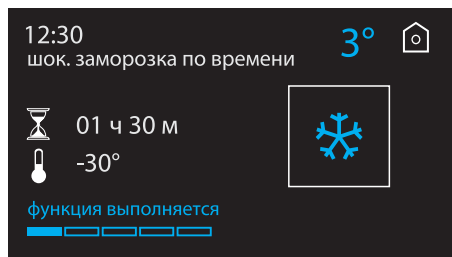 12:30
3°
шок. заморозка по времени
01 ч 30 м
-30°
функция выполняется